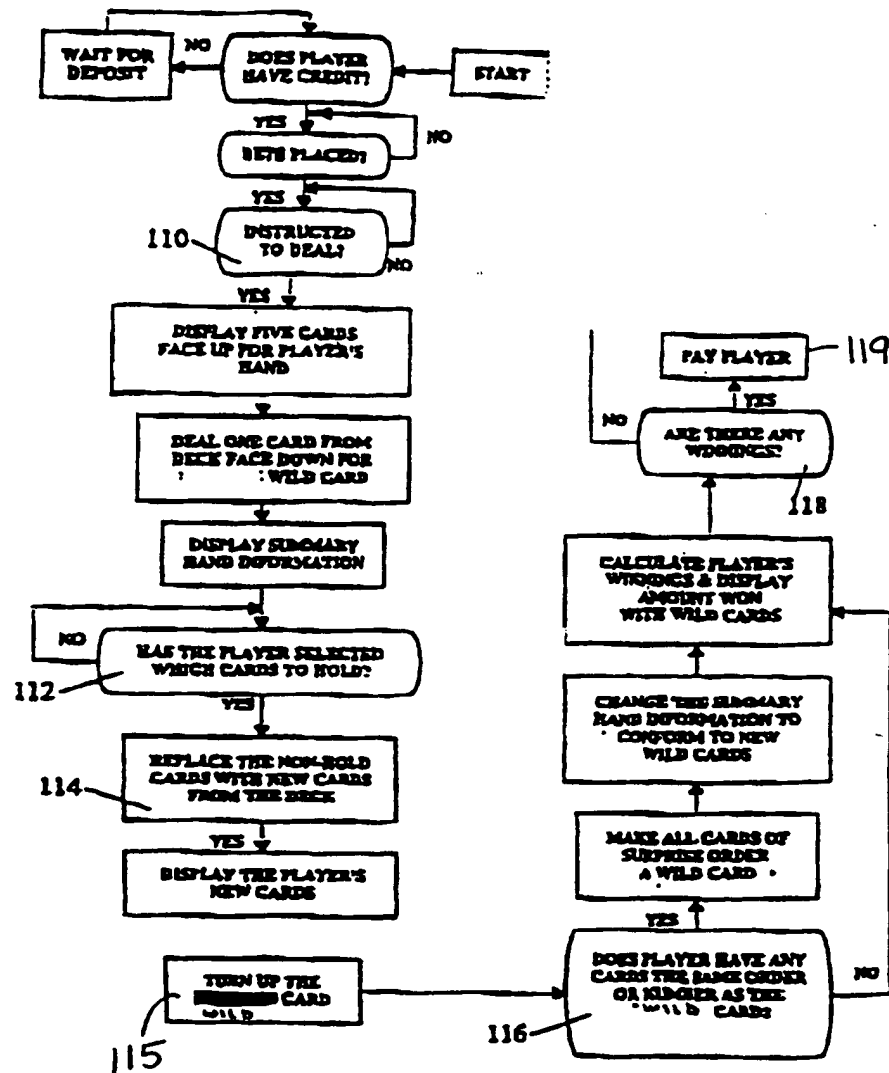 WAIT FOR
DEPOSIT
NO
DOES PLAYER
HAVE CREDIT?
START
YES
NO
BETS PLACED?
YES
110
INSTRUCTED
TO DEAL?
NO
YES
DISPLAY FIVE CARDS
FACE UP FOR PLAYER'S
HAND
DEAL ONE CARD FROM
DECK FACE DOWN FOR
: : WILD CARD
DISPLAY SUMMARY
HAND INFORMATION
NO
HAS THE PLAYER SELECTED
WHICH CARDS TO HOLD?
112
YES
REPLACE THE NON-HOLD
CARDS WITH NEW CARDS
FROM THE DECK
114
YES
DISPLAY THE PLAYER'S
NEW CARDS
TURN UP THE
CARD
WILD
115
PAY PLAYER
119
YES
NO
ARE THERE ANY
WINNINGS?
118
CALCULATE PLAYER'S
WINNINGS & DISPLAY
AMOUNT WON
WITH WILD CARDS
CHANGE THE SUMMARY
HAND INFORMATION TO
CONFORM TO NEW
WILD CARDS
MAKE ALL CARDS OF
SURPRISE ORDER
A WILD CARD
YES
DOES PLAYER HAVE ANY
CARDS THE SAME ORDER
OR NUMBER AS THE
WILD CARD?
NO
116